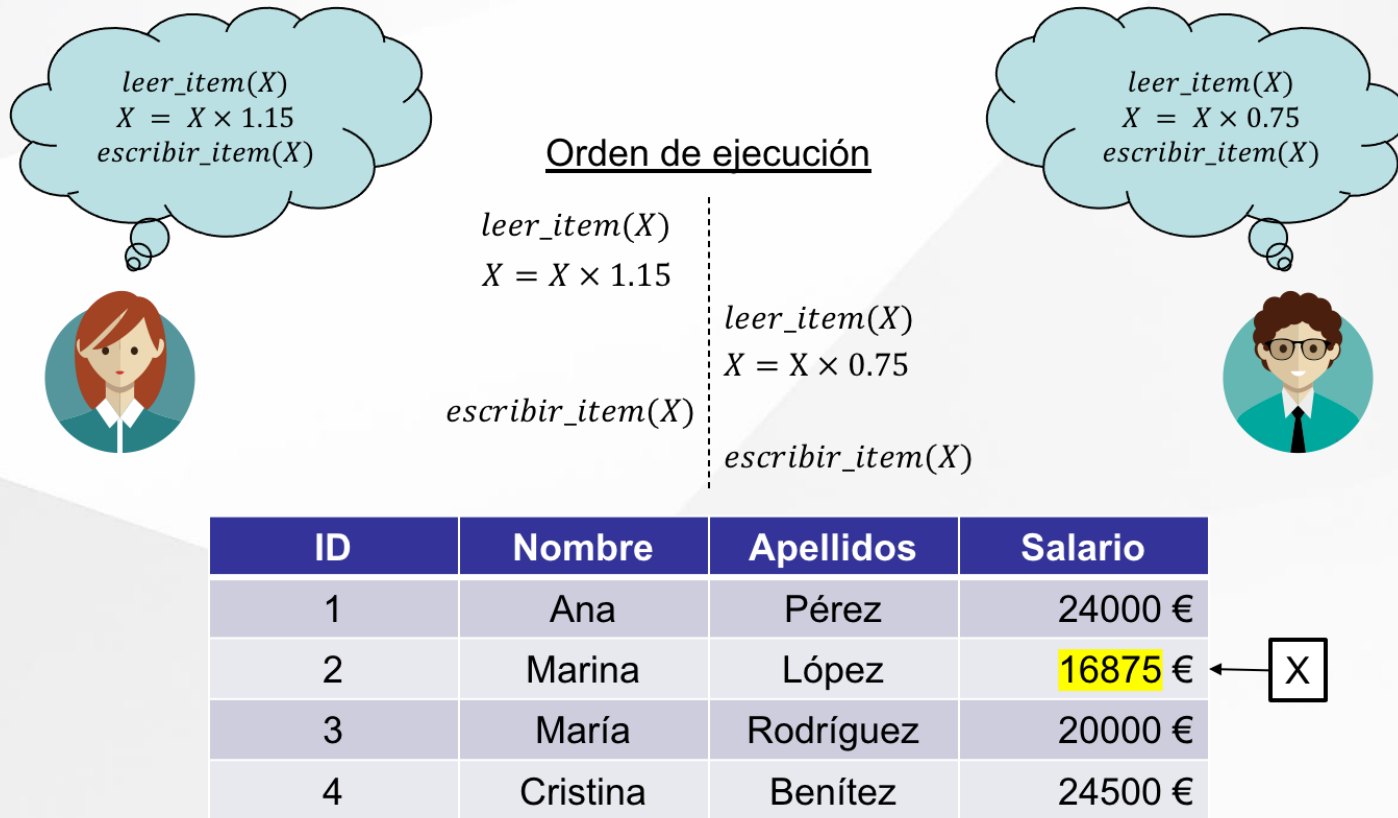 leer_item(X)
X = X × 1.15
escribir_item(X)
leer_item(X)
X = X × 0.75
escribir_item(X)
Orden de ejecución
leer_item(X)
X = X × 1.15
leer_item(X)
X = X × 0.75
escribir_item(X)
escribir_item(X)
ID Nombre Apellidos Salario
1 Ana Pérez 24000 €
2 Marina López 16875 € X
3 María Rodríguez 20000 €
4 Cristina Benítez 24500 €